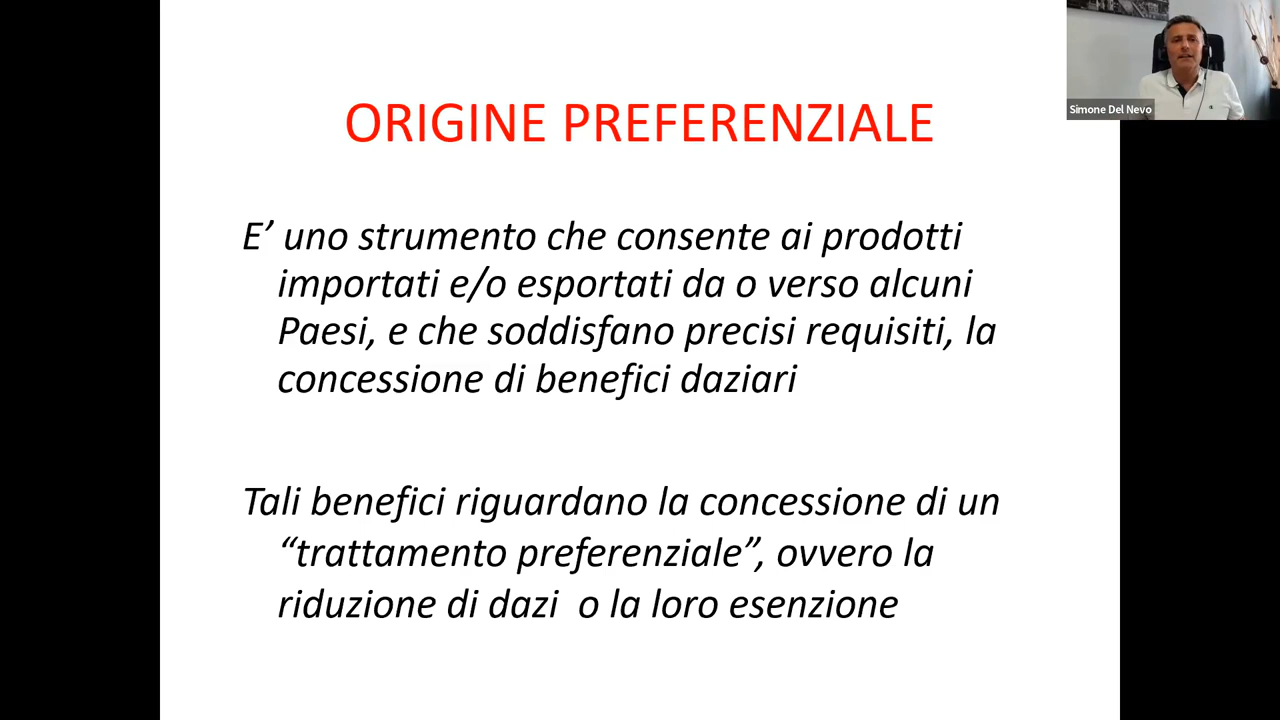 ORIGINE PREFERENZIALE
E’ uno strumento che consente ai prodotti
importati e/o esportati da o verso alcuni
Paesi, e che soddisfano precisi requisiti, la
concessione di benefici daziari
Tali benefici riguardano la concessione di un
“trattamento preferenziale”, ovvero la
riduzione di dazi  o la loro esenzione
Simone Del Nevo